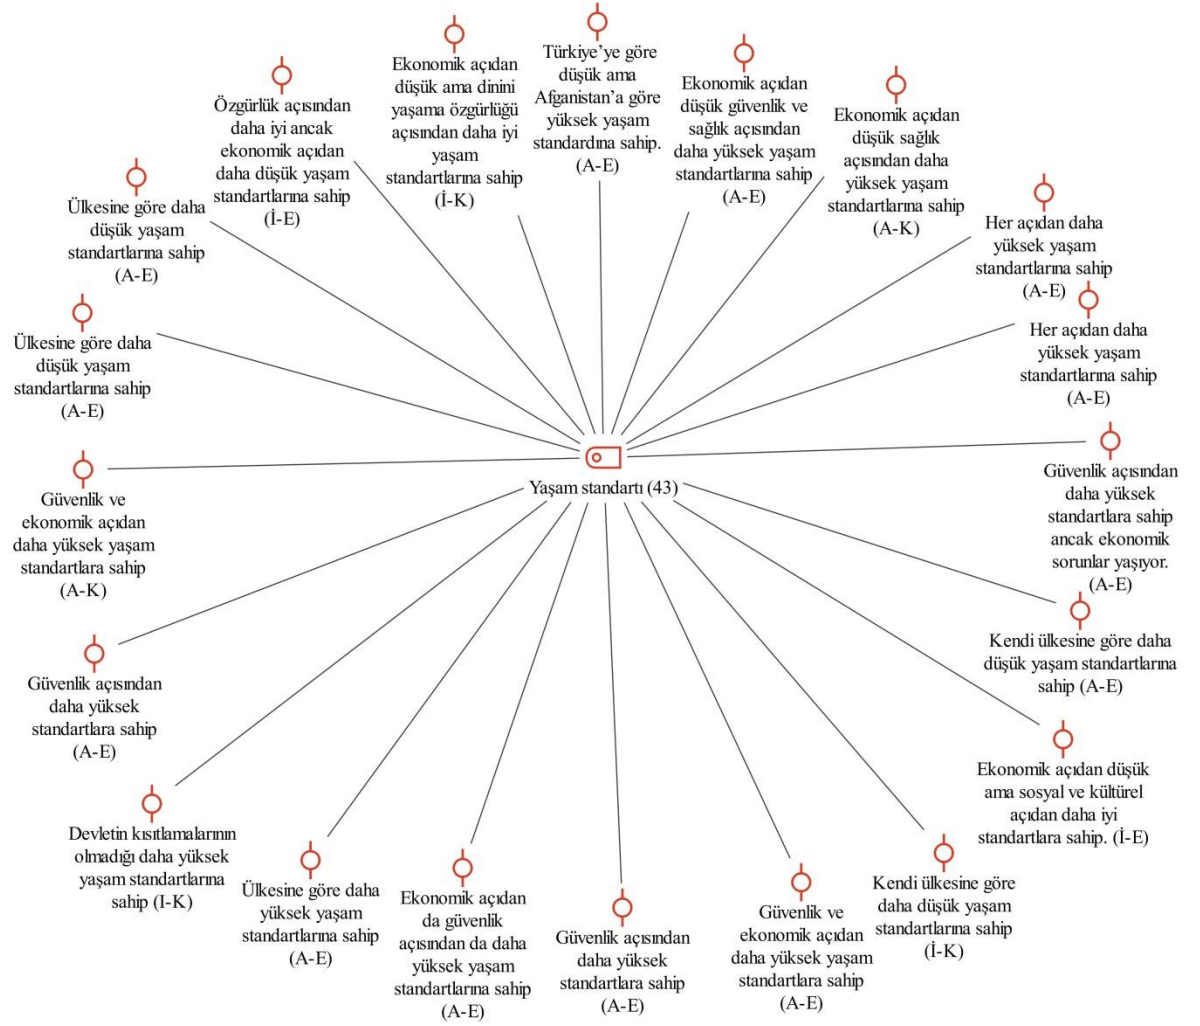 Ekonomik açıdan
düşük ama dinini
yaşama özgürlüğü
açısından daha iyi
yaşam
standartlarına sahip
(İ-K)
Türkiye’ye göre
düşük ama
Afganistan’a göre
yüksek yaşam
standardına sahip.
(A-E)
Ekonomik açıdan
düşük güvenlik ve
sağlık açısından
daha yüksek yaşam
standartlarına sahip
(A-E)
Ekonomik açıdan
düşük sağlık
açısından daha
yüksek yaşam
standartlarına sahip
(A-K)
Her açıdan daha
yüksek yaşam
standartlarına sahip
(A-E)
Her açıdan daha
yüksek yaşam
standartlarına sahip
(A-E)
Güvenlik açısından
daha yüksek
standartlara sahip
ancak ekonomik
sorunlar yaşıyor.
(A-E)
Kendi ülkesine göre daha
düşük yaşam standartlarına
sahip (A-E)
Ekonomik açıdan düşük
ama sosyal ve kültürel
açıdan daha iyi
standartlara sahip. (İ-E)
Kendi ülkesine göre
daha düşük yaşam
standartlarına sahip
(İ-K)
Güvenlik ve
ekonomik açıdan
daha yüksek yaşam
standartlara sahip
(A-E)
Güvenlik açısından
daha yüksek
standartlara sahip
(A-E)
Ekonomik açıdan
da güvenlik
açısından da daha
yüksek yaşam
standartlarına sahip
(A-E)
Ülkesine göre daha
yüksek yaşam
standartlarına sahip
(A-E)
Devletin kısıtlamalarının
olmadığı daha yüksek
yaşam standartlarına
sahip (I-K)
Güvenlik açısından
daha yüksek
standartlara sahip
(A-E)
Güvenlik ve
ekonomik açıdan
daha yüksek yaşam
standartlara sahip
(A-K)
Ülkesine göre daha
düşük yaşam
standartlarına sahip
(A-E)
Ülkesine göre daha
düşük yaşam
standartlarına sahip
(A-E)
Özgürlük açısından
daha iyi ancak
ekonomik açıdan
daha düşük yaşam
standartlarına sahip
(İ-E)
Yaşam standartı (43)